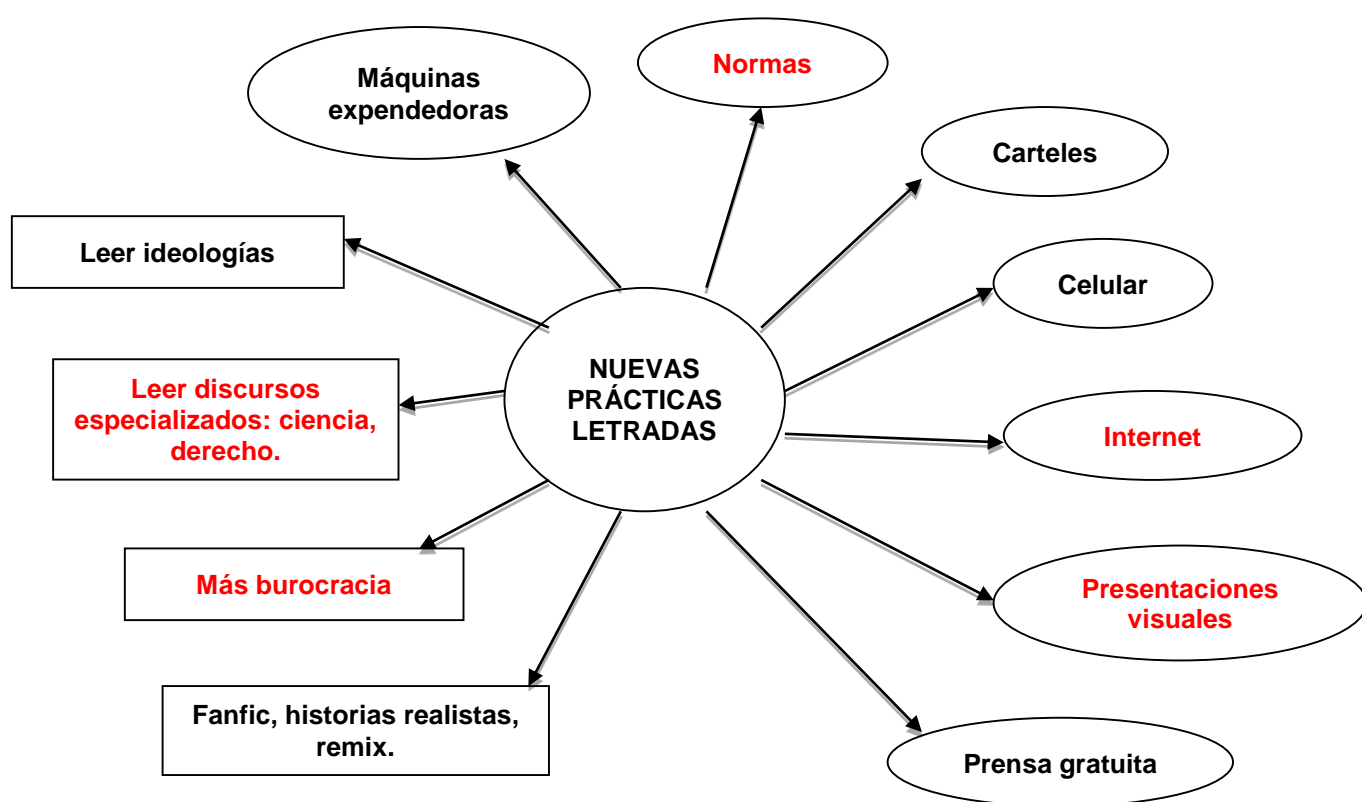 Máquinas
expendedoras
Normas
Carteles
Leer ideologías
Celular
NUEVAS
PRÁCTICAS
LETRADAS
Leer discursos
especializados: ciencia,
derecho.
Internet
Más burocracia
Presentaciones
visuales
Fanfic, historias realistas,
remix.
Prensa gratuita